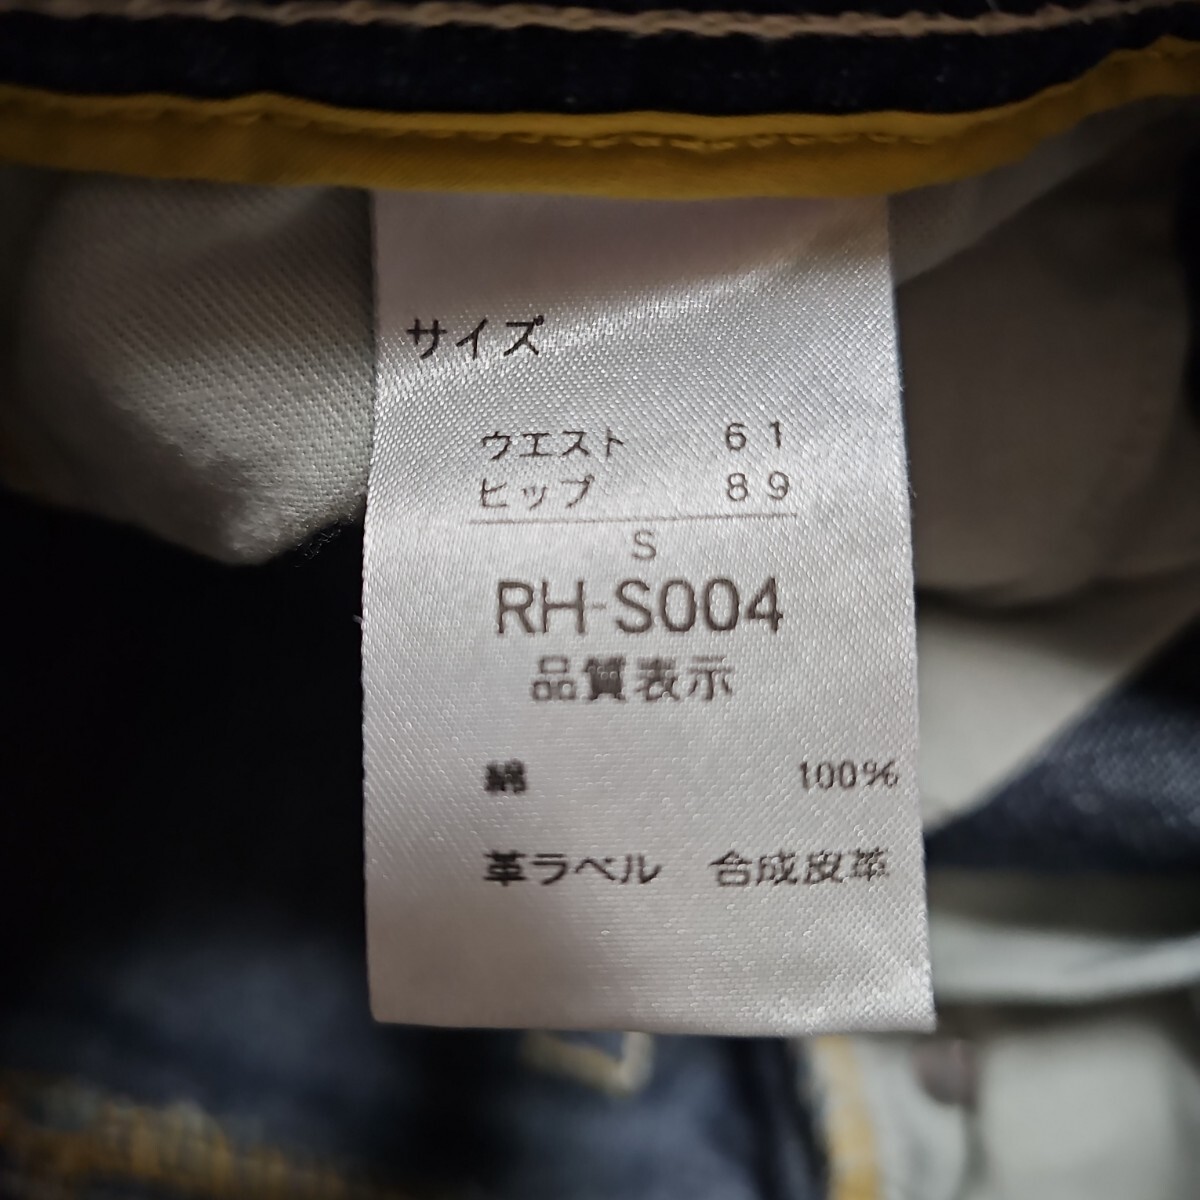 サイズ
ウエスト 61
ヒップ 89
S
RH-S004
品質表示
綿 100%
革ラベル 合成皮革